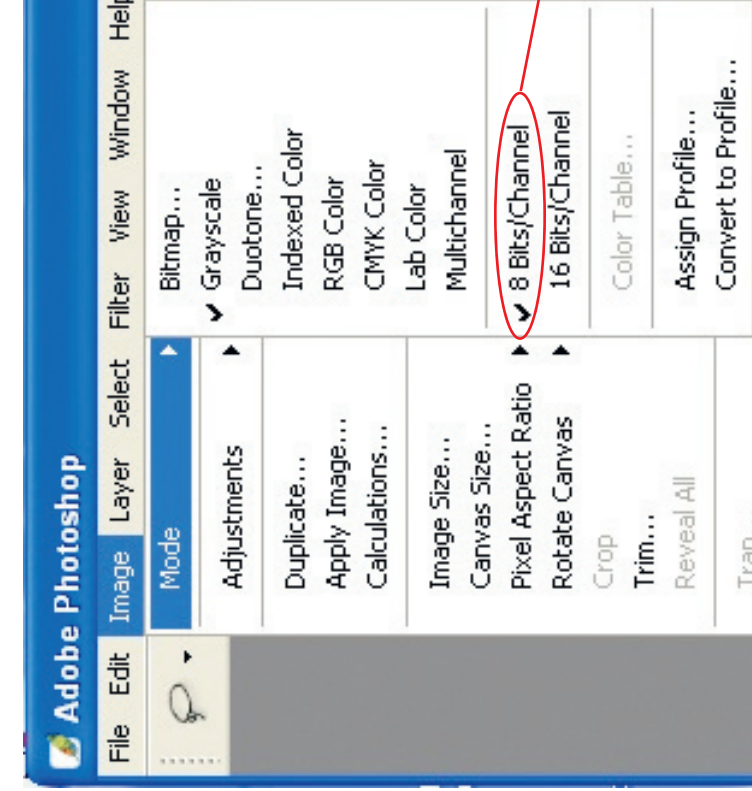 Adobe Photoshop
File Edit Image Layer Select Filter View Window Help
Mode
Adjustments
Duplicate...
Apply Image...
Calculations...
Image Size...
Canvas Size...
Pixel Aspect Ratio
Rotate Canvas
Crop
Trim...
Reveal All
Trap...
Bitmap...
✓ Grayscale
Duotone...
Indexed Color
RGB Color
CMYK Color
Lab Color
Multichannel
✓ 8 Bits/Channel
16 Bits/Channel
Color Table...
Assign Profile...
Convert to Profile...